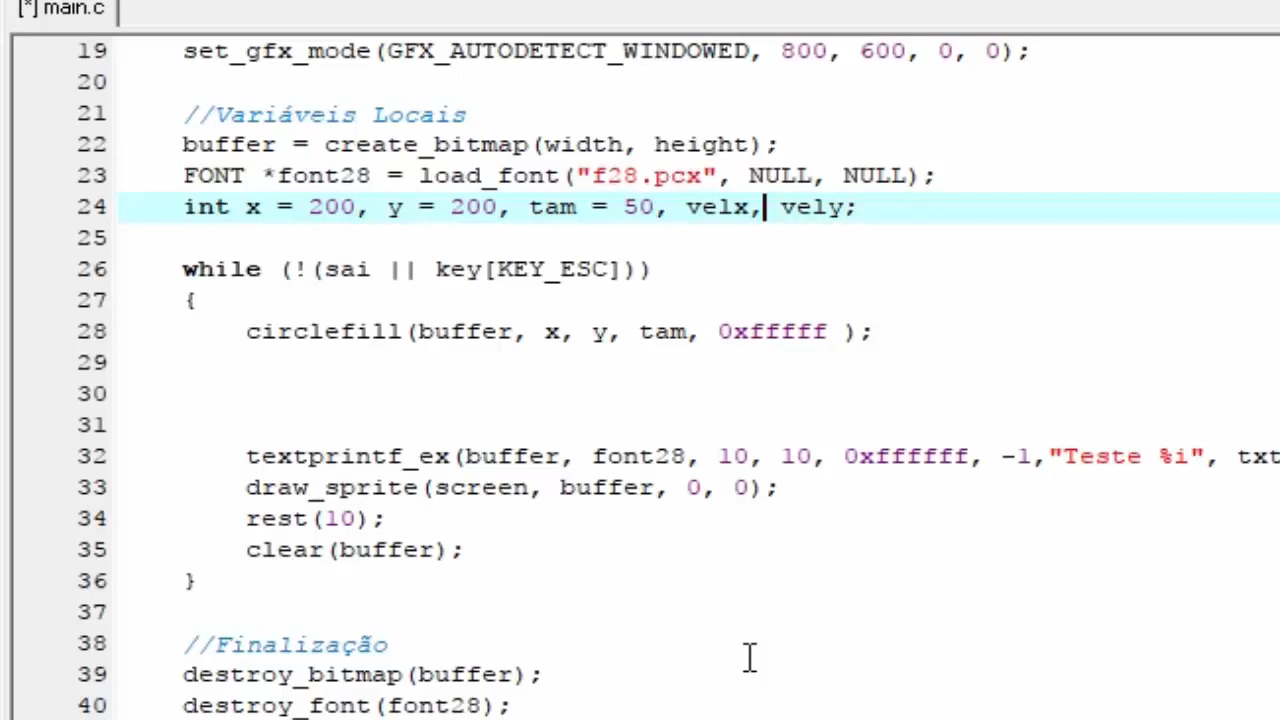 [*] main.c
19 set_gfx_mode(GFX_AUTODETECT_WINDOWED, 800, 600, 0, 0);
20
21 //Variáveis Locais
22 buffer = create_bitmap(width, height);
23 FONT *font28 = load_font("f28.pcx", NULL, NULL);
24 int x = 200, y = 200, tam = 50, velx, vely;
25
26 while (!(sai || key[KEY_ESC]))
27 {
28 circlefill(buffer, x, y, tam, 0xfffff );
29
30
31
32 textprintf_ex(buffer, font28, 10, 10, 0xffffff, -1,"Teste %i", txt
33 draw_sprite(screen, buffer, 0, 0);
34 rest(10);
35 clear(buffer);
36 }
37
38 //Finalização
39 destroy_bitmap(buffer);
40 destroy_font(font28);